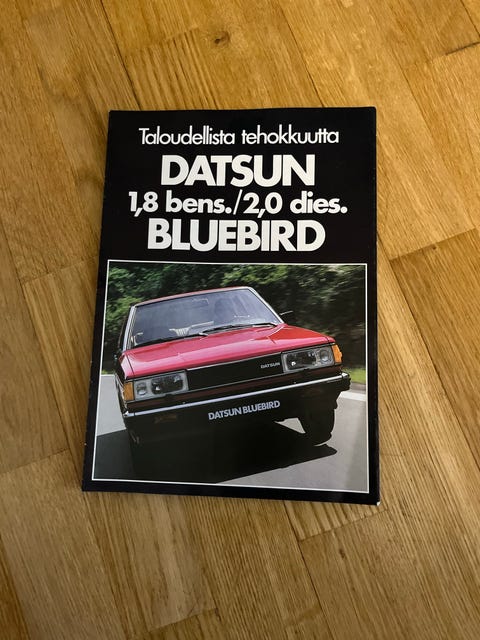 Taloudellista tehokkuutta
DATSUN
1,8 bens./2,0 dies.
BLUEBIRD
DATSUN
DATSUN BLUEBIRD